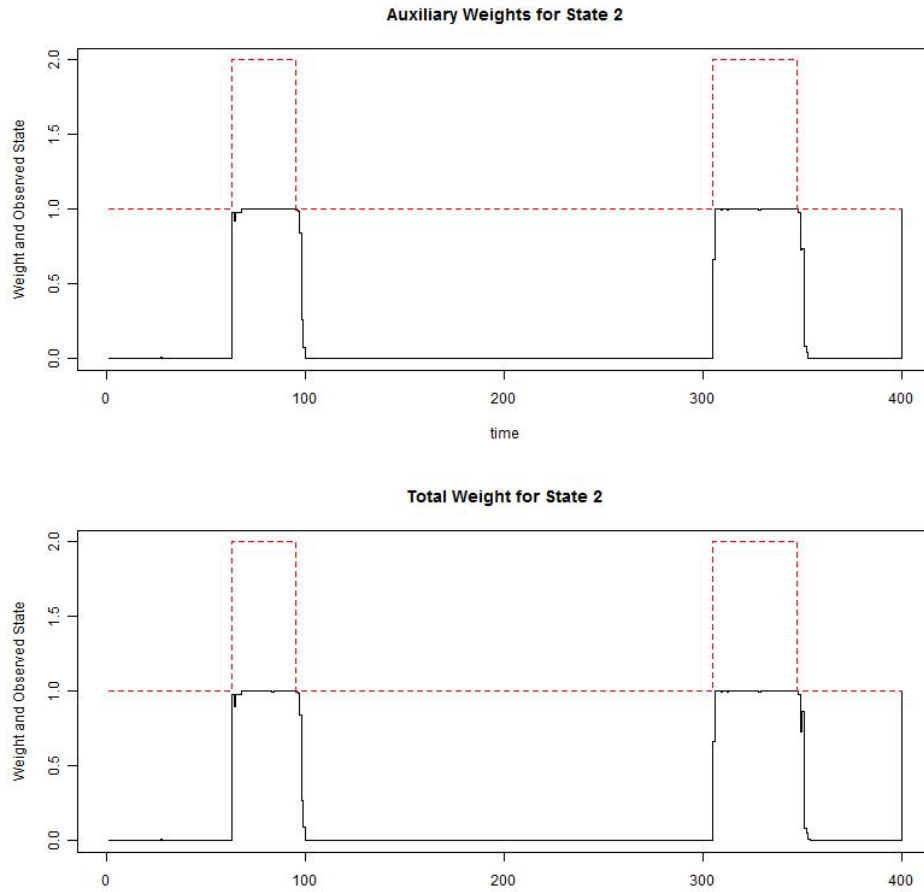 Auxiliary Weights for State 2
Weight and Observed State
2.0
1.5
1.0
0.5
0.0
0 100 200 300 400
time
Total Weight for State 2
Weight and Observed State
2.0
1.5
1.0
0.5
0.0
0 100 200 300 400